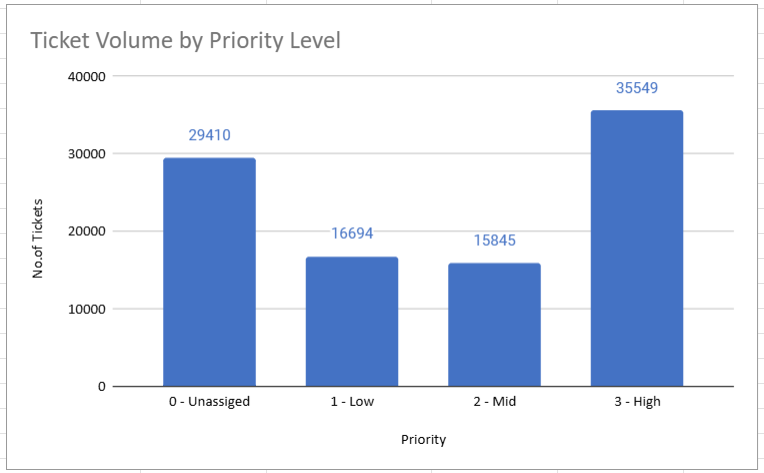 Ticket Volume by Priority Level
40000
30000
20000
10000
0
No.of Tickets
29410
16694
15845
35549
0 - Unassiged
1 - Low
2 - Mid
3 - High
Priority